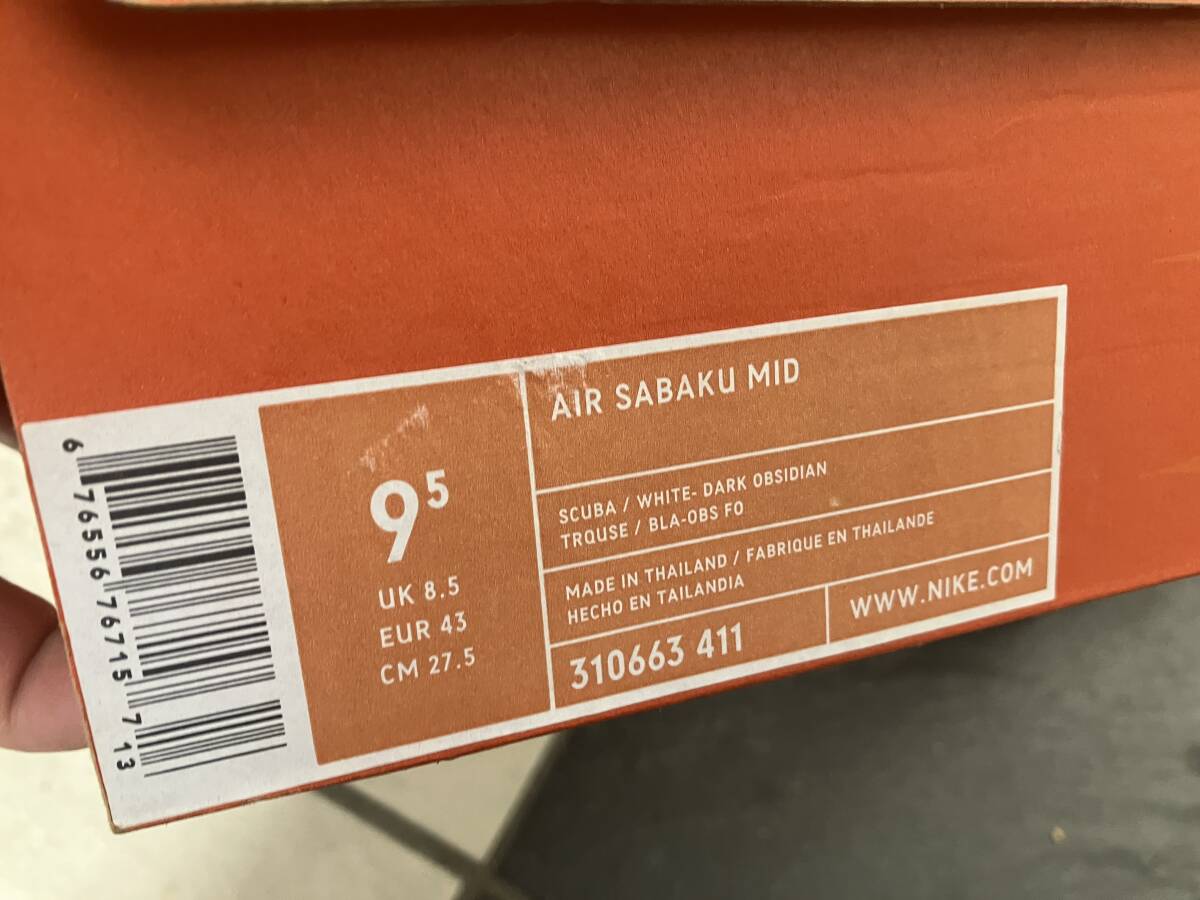 6 76556 76715 7 13
9⁵
UK 8.5
EUR 43
CM 27.5
AIR SABAKU MID
SCUBA / WHITE- DARK OBSIDIAN
TROUSE / BLA-OBS FO
MADE IN THAILAND / FABRIQUE EN THAILANDE
HECHO EN TAILANDIA
310663 411
WWW.NIKE.COM